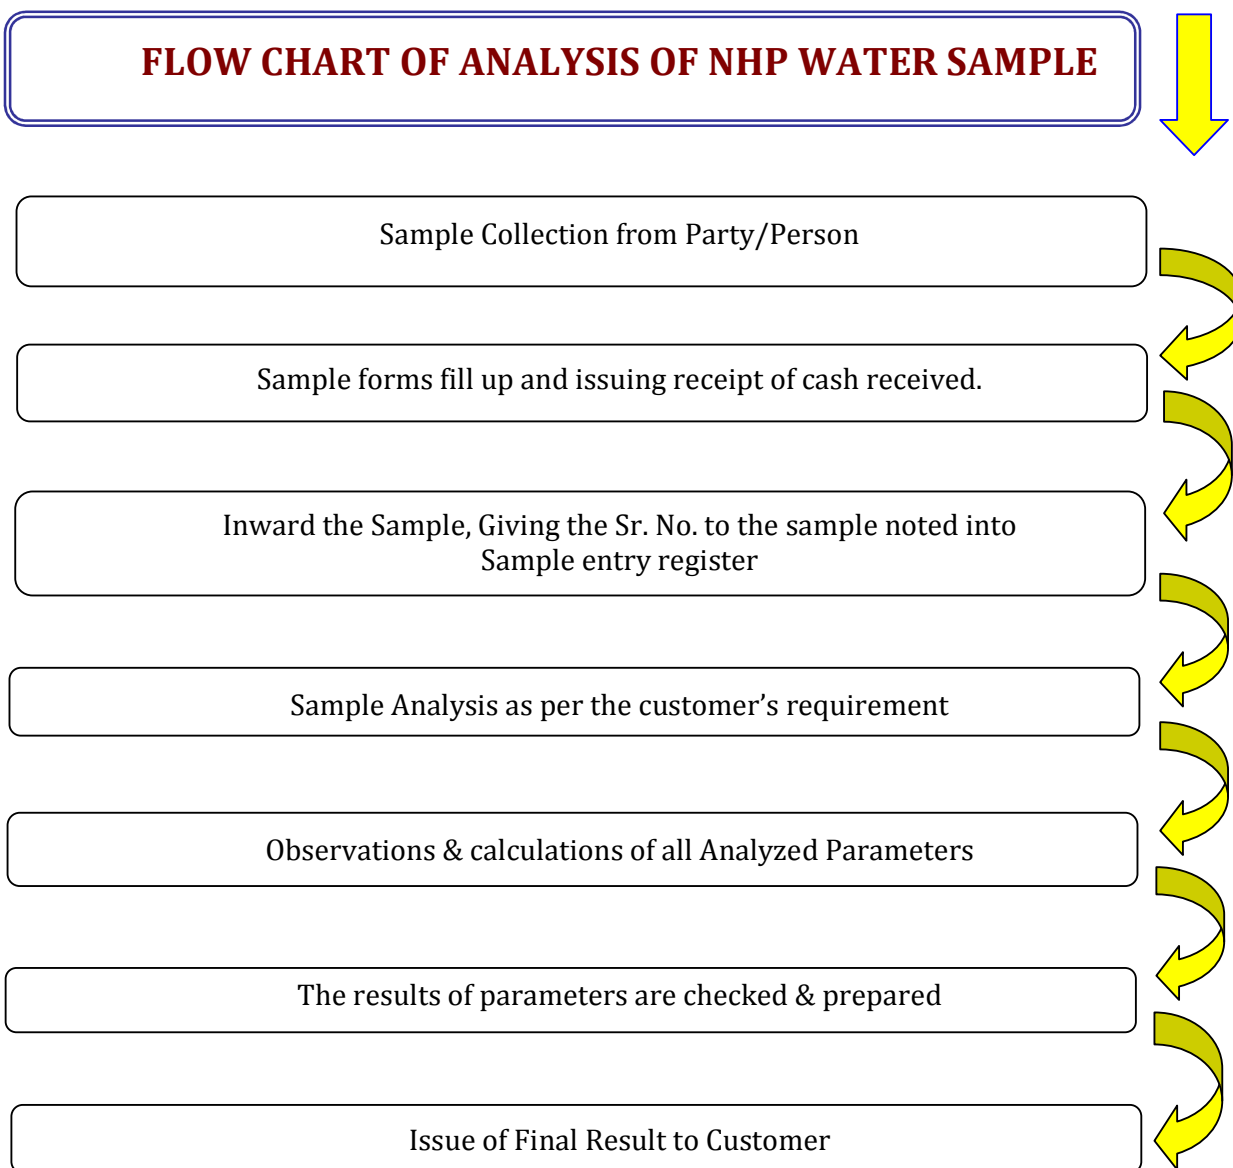 FLOW CHART OF ANALYSIS OF NHP WATER SAMPLE
Sample Collection from Party/Person
Sample forms fill up and issuing receipt of cash received.
Inward the Sample, Giving the Sr. No. to the sample noted into
Sample entry register
Sample Analysis as per the customer’s requirement
Observations & calculations of all Analyzed Parameters
The results of parameters are checked & prepared
Issue of Final Result to Customer